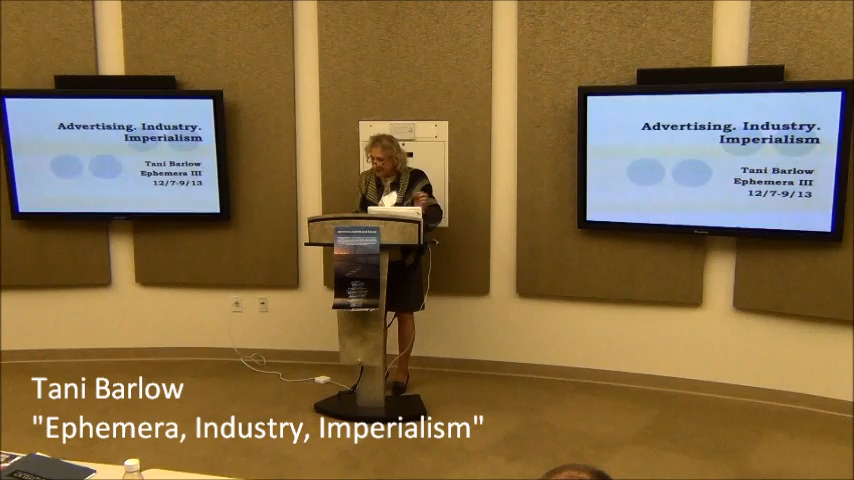 Advertising. Industry.
Imperialism
Tani Barlow
Ephemera III
12/7-9/13
Advertising. Industry.
Imperialism
Tani Barlow
Ephemera III
12/7-9/13
Tani Barlow
"Ephemera, Industry, Imperialism"